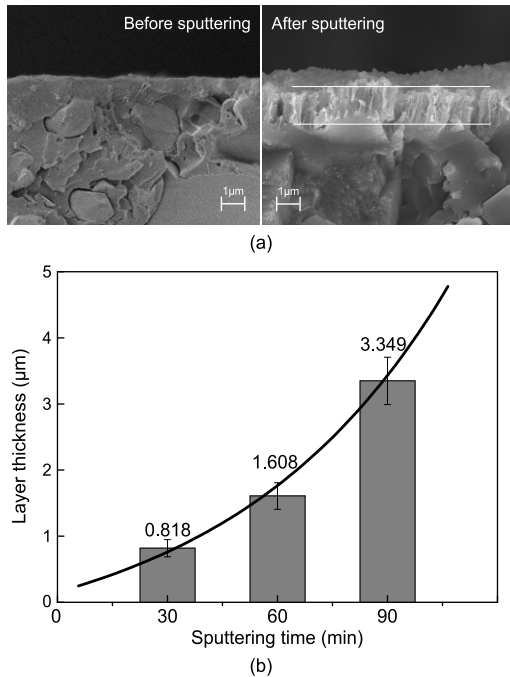 Before sputtering
After sputtering
1μm
1μm
(a)
5
4
3
2
1
0
0
30
60
90
0.818
1.608
3.349
Layer thickness (μm)
Sputtering time (min)
(b)